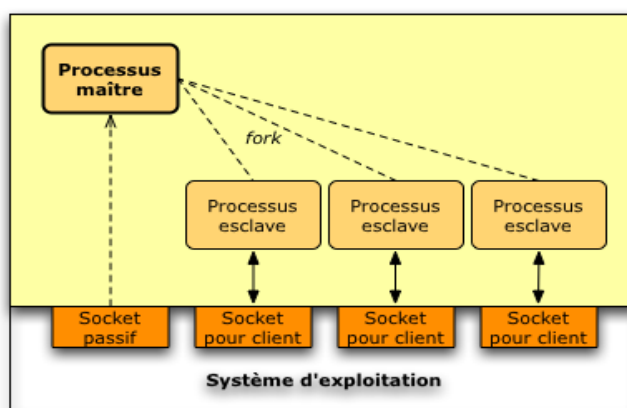 Processus
maître
fork
Processus
esclave
Processus
esclave
Processus
esclave
Socket
passif
Socket
pour client
Socket
pour client
Socket
pour client
Système d'exploitation